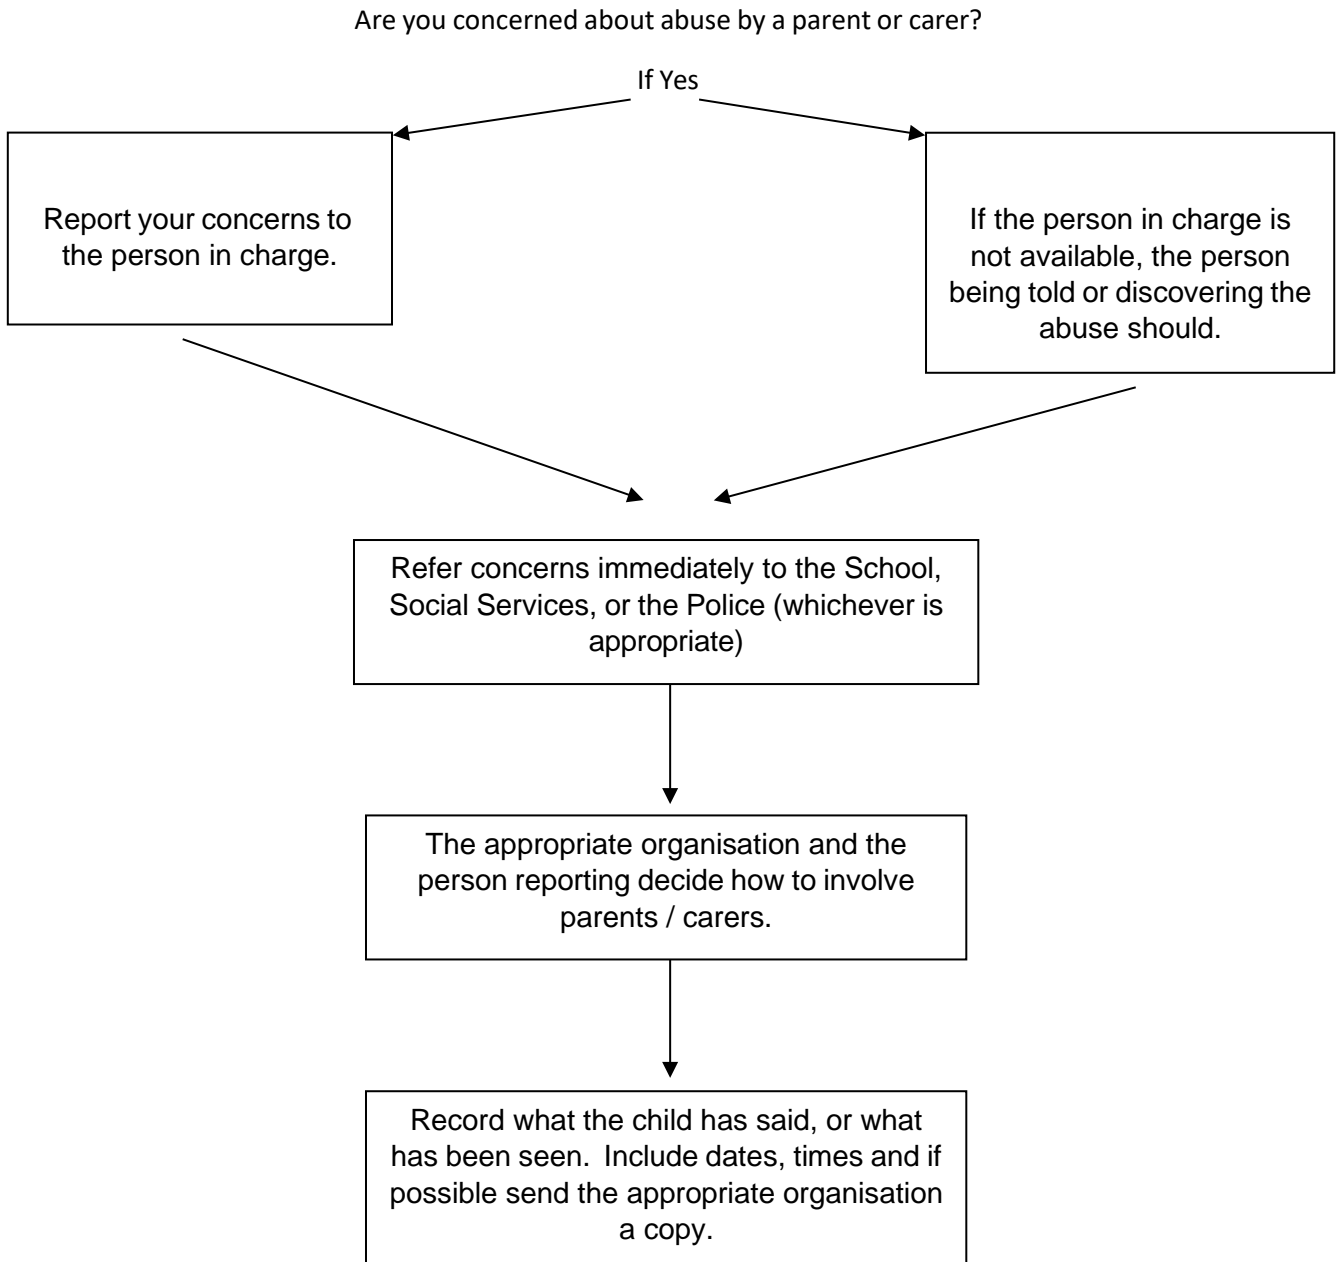 Are you concerned about abuse by a parent or carer?
If Yes
Report your concerns to
the person in charge.
If the person in charge is
not available, the person
being told or discovering the
abuse should.
Refer concerns immediately to the School,
Social Services, or the Police (whichever is
appropriate)
The appropriate organisation and the
person reporting decide how to involve
parents / carers.
Record what the child has said, or what
has been seen.  Include dates, times and if
possible send the appropriate organisation
a copy.